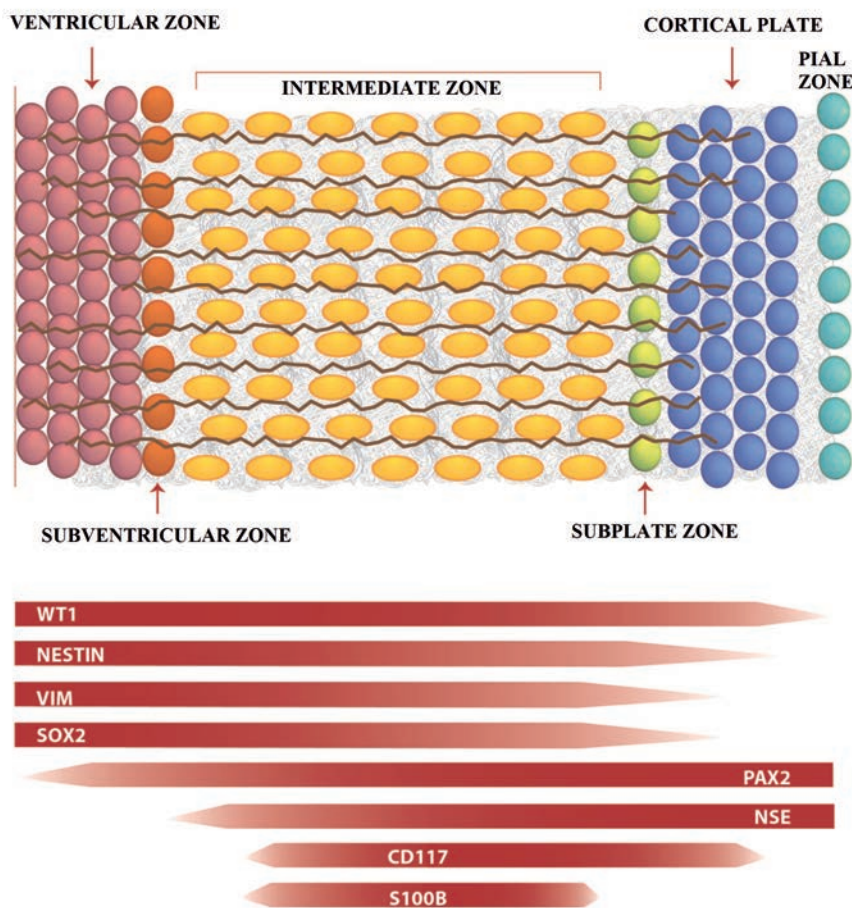 VENTRICULAR ZONE
CORTICAL PLATE
INTERMEDIATE ZONE
PIAL
ZONE
SUBVENTRICULAR ZONE
SUBPLATE ZONE
WT1
NESTIN
VIM
SOX2
PAX2
NSE
CD117
S100B